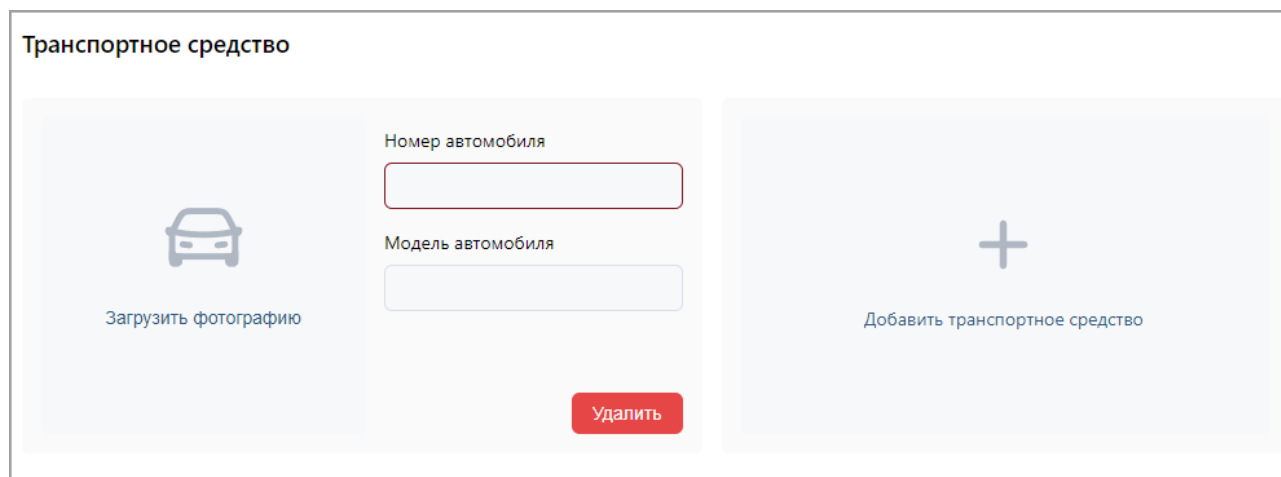 Транспортное средство
Номер автомобиля
Модель автомобиля
Загрузить фотографию
Удалить
Добавить транспортное средство